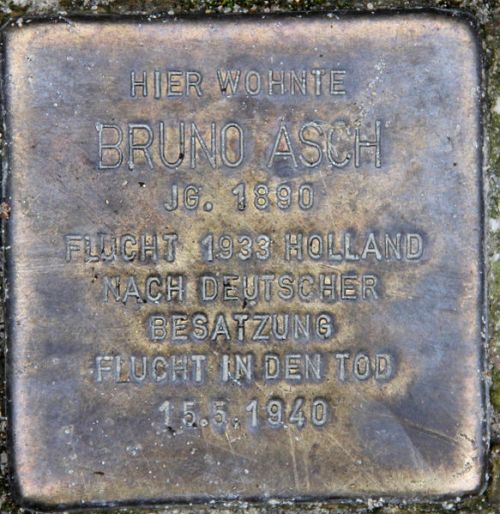 HIER WOHNTE
BRUNO ASCH
JG. 1890
FLUCHT 1933 HOLLAND
NACH DEUTSCHER
BESATZUNG
FLUCHT IN DEN TOD
15.5.1940